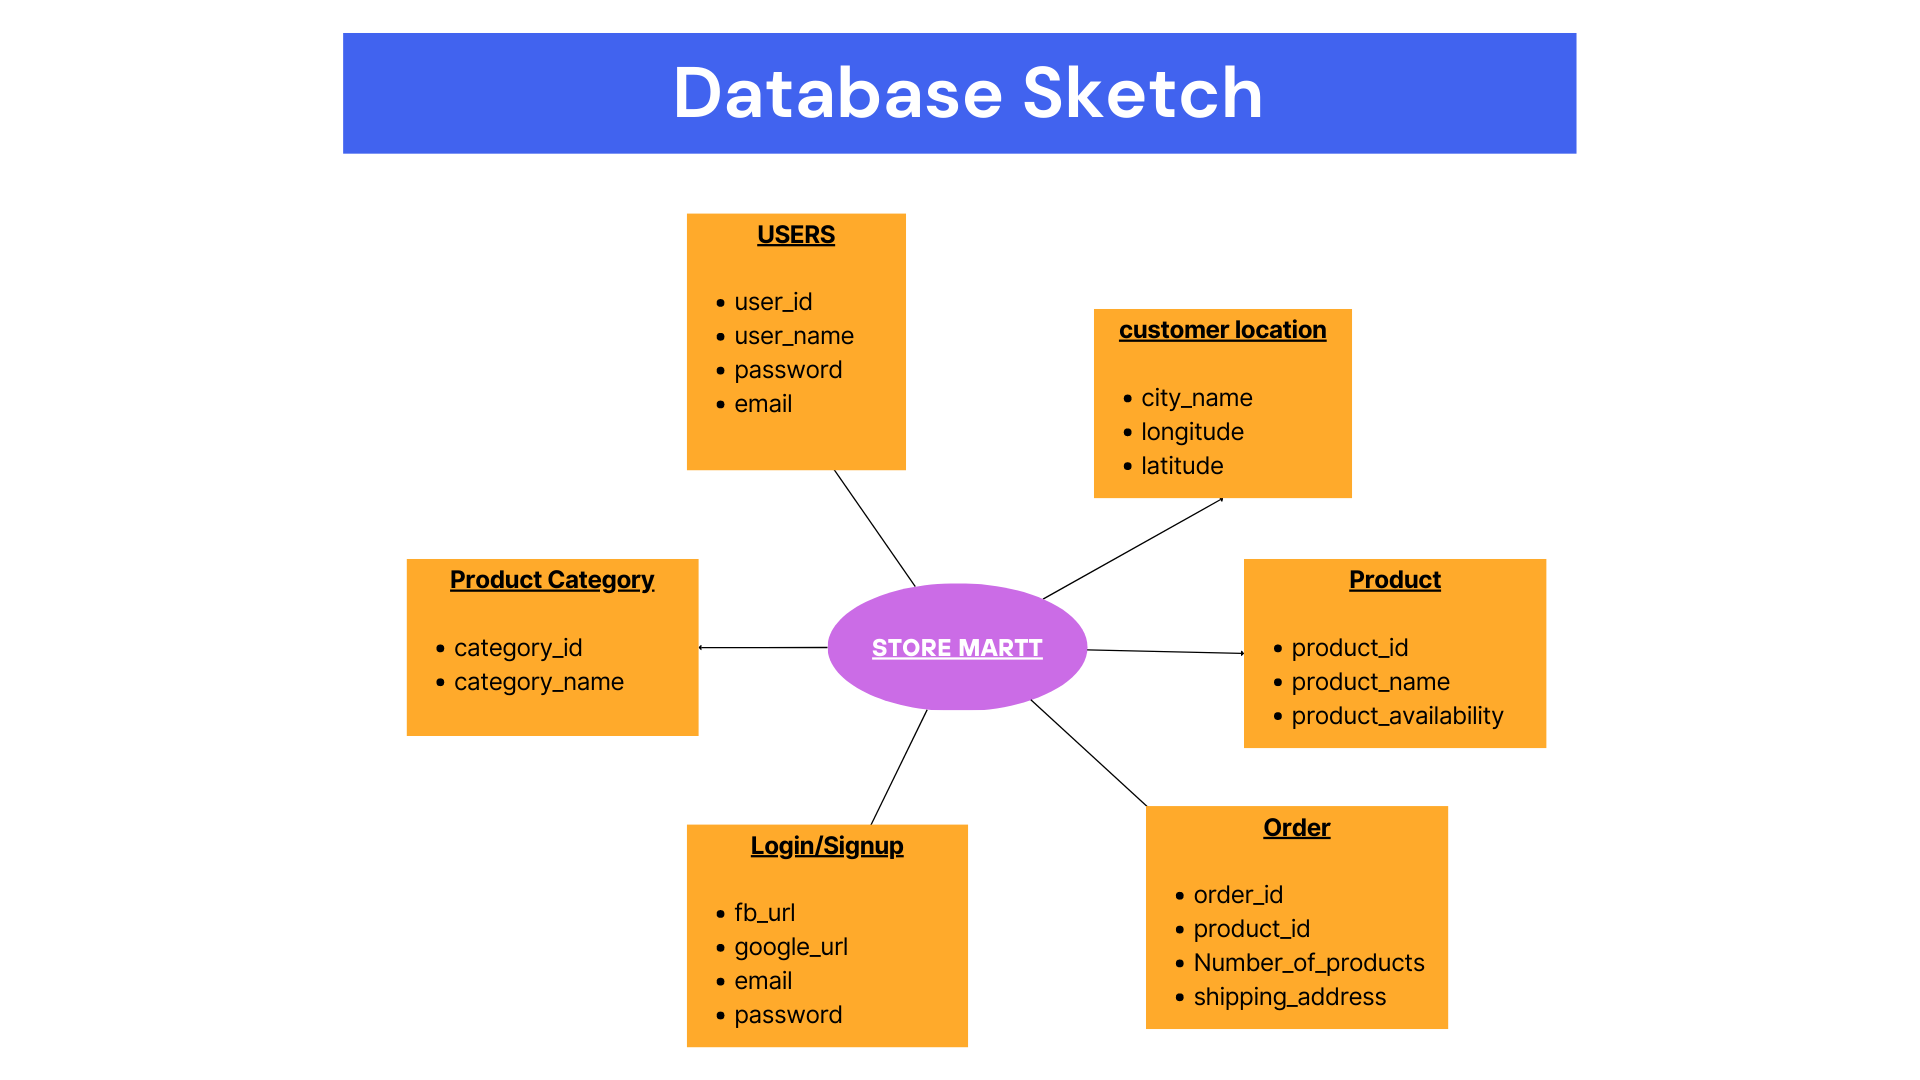 Database Sketch
USERS
user_id
user_name
password
email
customer location
city_name
longitude
latitude
Product Category
category_id
category_name
STORE MARTT
Product
product_id
product_name
product_availability
Login/Signup
fb_url
google_url
email
password
Order
order_id
product_id
Number_of_products
shipping_address